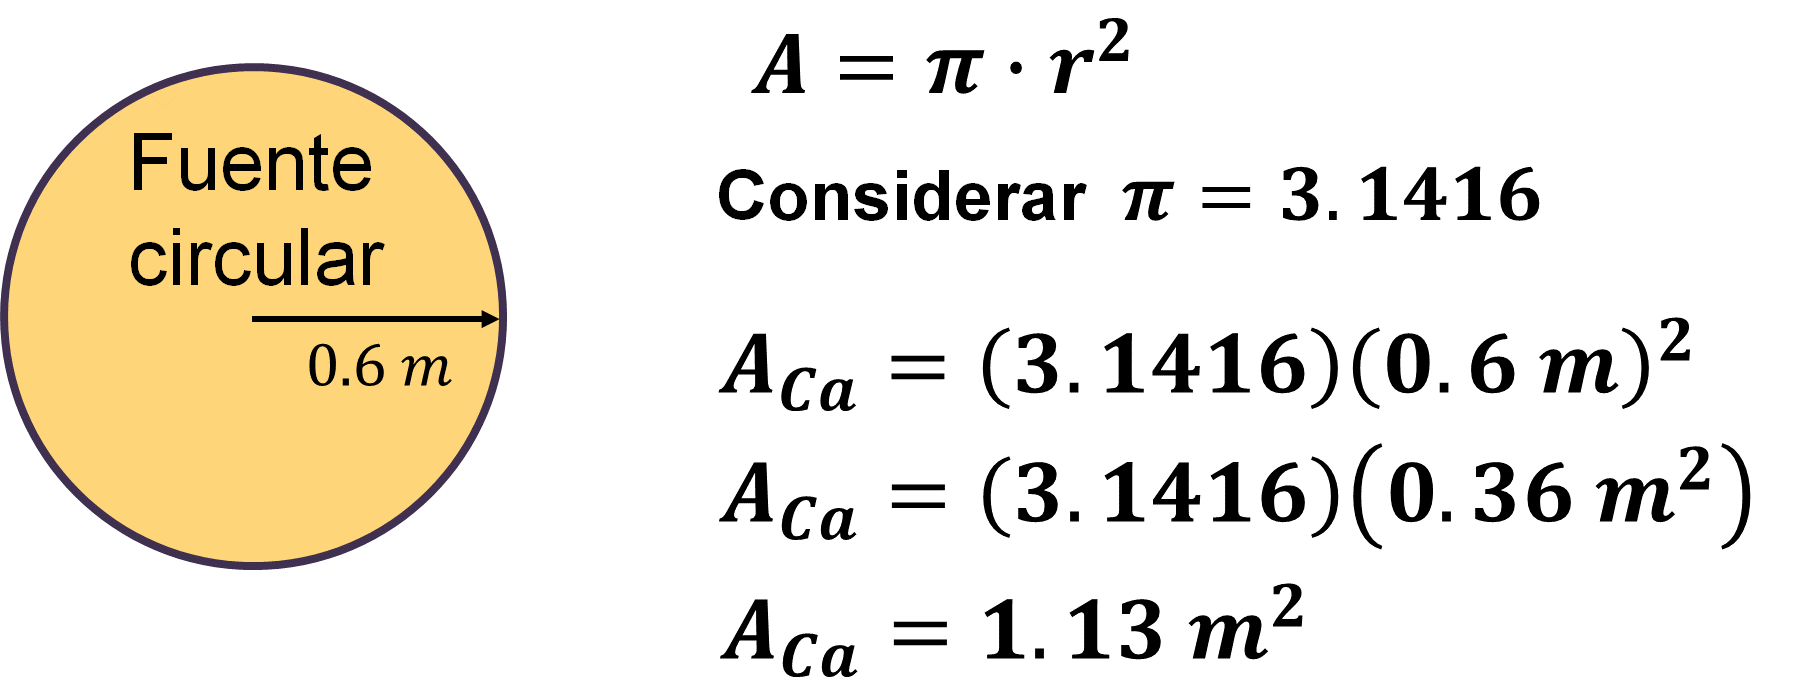 Fuente
circular
0.6 m
A = π · r²
Considerar π = 3.1416
A_Ca = (3.1416)(0.6 m)²
A_Ca = (3.1416)(0.36 m²)
A_Ca = 1.13 m²